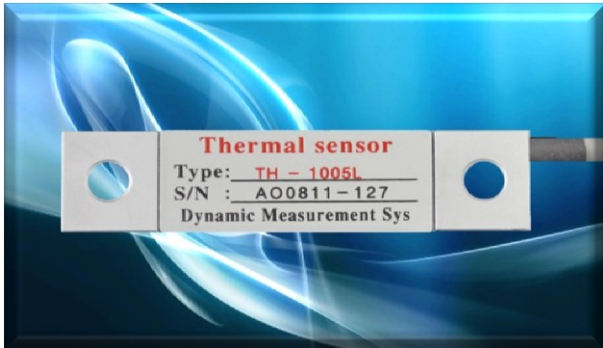 Thermal sensor
Type: TH - 1005L
S/N : AO0811-127
Dynamic Measurement Sys